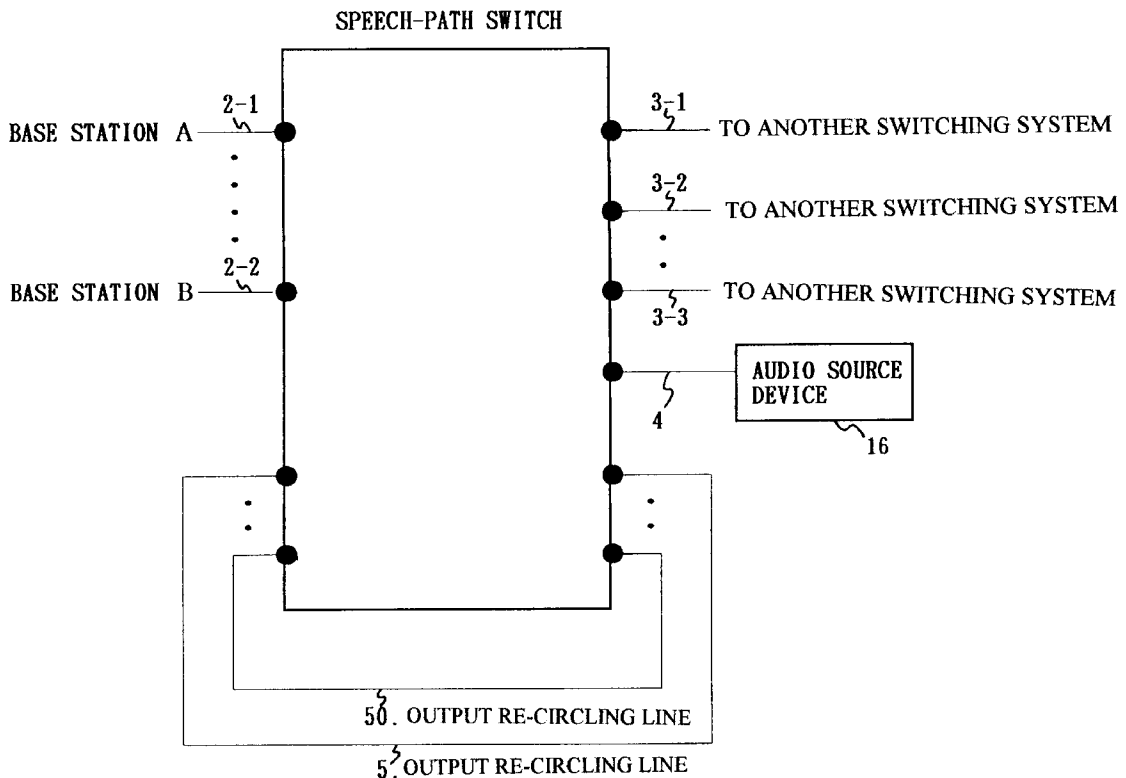 SPEECH-PATH SWITCH
2-1
3-1
BASE STATION A
TO ANOTHER SWITCHING SYSTEM
3-2
TO ANOTHER SWITCHING SYSTEM
2-2
BASE STATION B
TO ANOTHER SWITCHING SYSTEM
3-3
AUDIO SOURCE
DEVICE
4
16
50. OUTPUT RE-CIRCLING LINE
5. OUTPUT RE-CIRCLING LINE